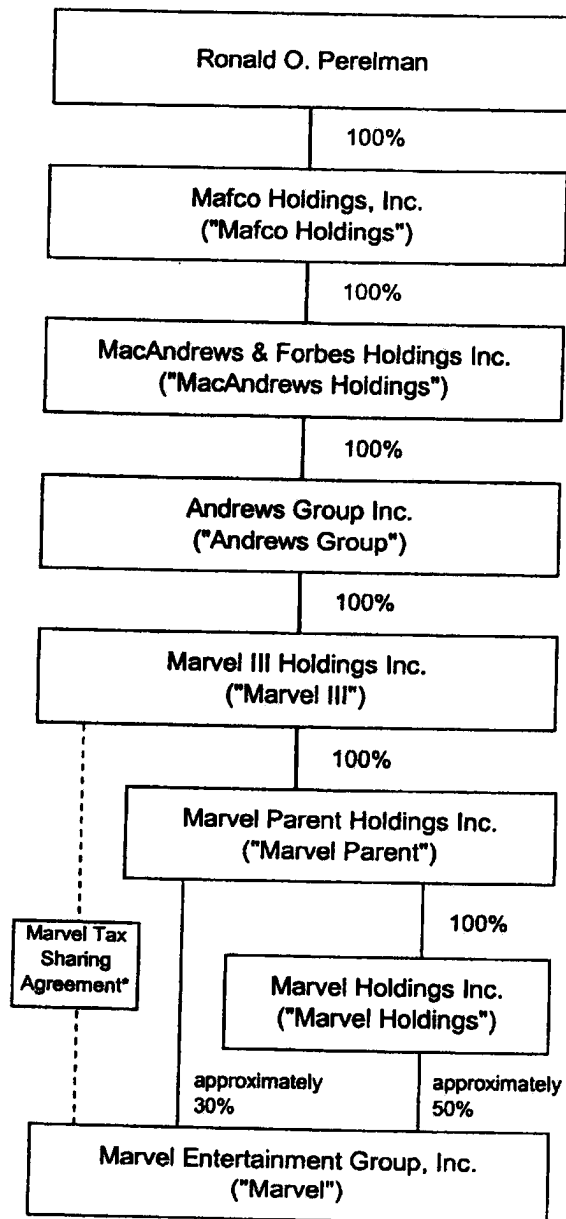 Ronald O. Perelman
100%
Mafco Holdings, Inc.
("Mafco Holdings")
100%
MacAndrews & Forbes Holdings Inc.
("MacAndrews Holdings")
100%
Andrews Group Inc.
("Andrews Group")
100%
Marvel III Holdings Inc.
("Marvel III")
100%
Marvel Parent Holdings Inc.
("Marvel Parent")
100%
Marvel Tax
Sharing
Agreement*
Marvel Holdings Inc.
("Marvel Holdings")
approximately
30%
approximately
50%
Marvel Entertainment Group, Inc.
("Marvel")